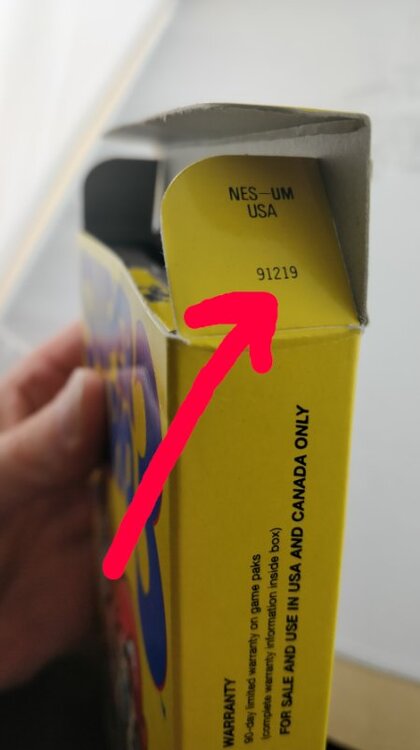 NES-UM
USA
91219
WARRANTY
90-day limited warranty on game paks
(complete warranty information inside box)
FOR SALE AND USE IN USA AND CANADA ONLY